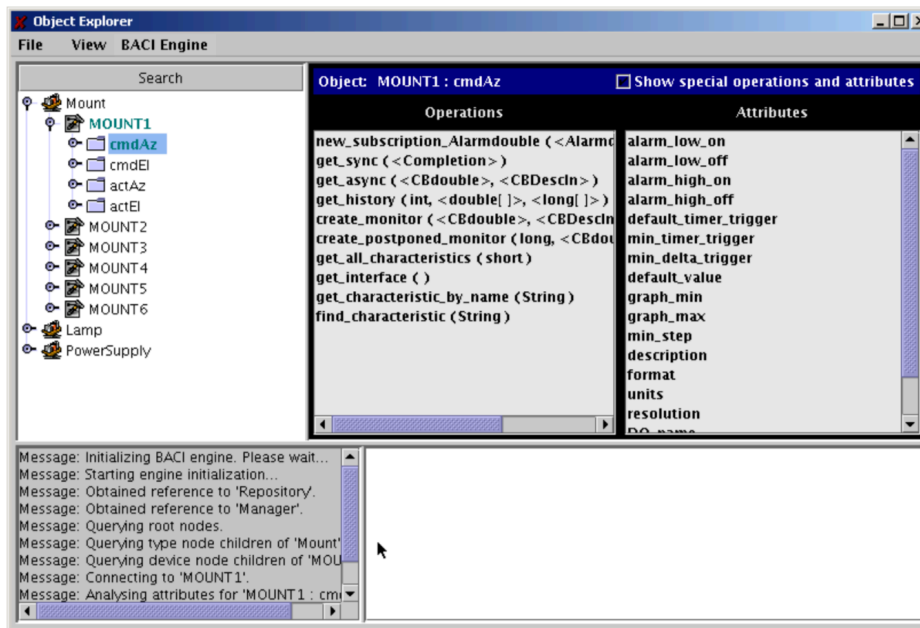 Object Explorer
File View BACI Engine
Search
Mount
MOUNT1
cmdAz
cmdEl
actAz
actEl
MOUNT2
MOUNT3
MOUNT4
MOUNT5
MOUNT6
Lamp
PowerSupply
Object: MOUNT1 : cmdAz
Show special operations and attributes
Operations
new_subscription_Alarmdouble ( <Alarmd
get_sync ( <Completion> )
get_async ( <CBdouble>, <CBDescIn> )
get_history ( int, <double[ ]>, <long[ ]> )
create_monitor ( <CBdouble>, <CBDescIn
create_postponed_monitor ( long, <CBdou
get_all_characteristics ( short )
get_interface ( )
get_characteristic_by_name ( String )
find_characteristic ( String )
Attributes
alarm_low_on
alarm_low_off
alarm_high_on
alarm_high_off
default_timer_trigger
min_timer_trigger
min_delta_trigger
default_value
graph_min
graph_max
min_step
description
format
units
resolution
Message: Initializing BACI engine. Please wait...
Message: Starting engine initialization...
Message: Obtained reference to 'Repository'.
Message: Obtained reference to 'Manager'.
Message: Querying root nodes.
Message: Querying type node children of 'Mount'
Message: Querying device node children of 'MOU
Message: Connecting to 'MOUNT1'.
Message: Analysing attributes for 'MOUNT1 : cm